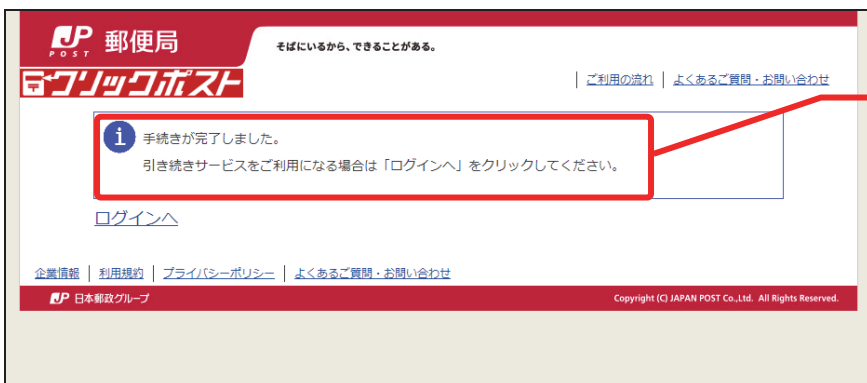 JP 郵便局 そばにいるから、できることがある。
POST
クリックポスト
ご利用の流れ | よくあるご質問・お問い合わせ
i 手続きが完了しました。
引き続きサービスをご利用になる場合は「ログインへ」をクリックしてください。
ログインへ
企業情報 | 利用規約 | プライバシーポリシー | よくあるご質問・お問い合わせ
JP 日本郵政グループ Copyright (C) JAPAN POST Co.,Ltd. All Rights Reserved.